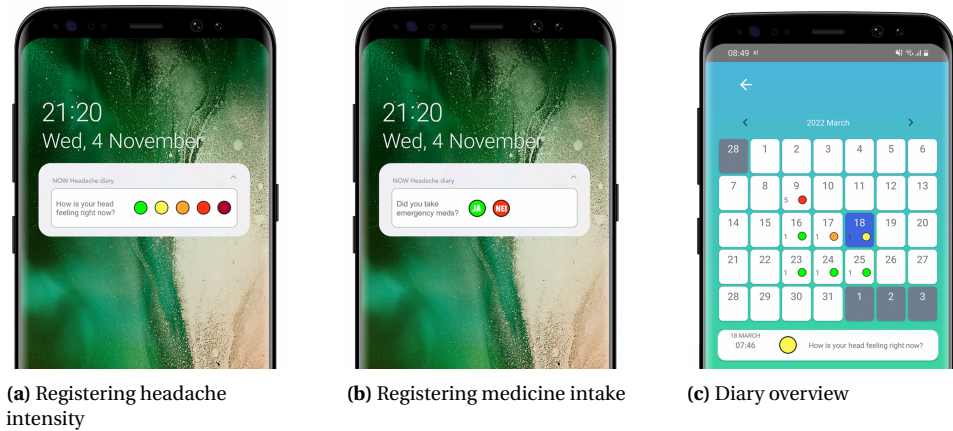 21:20
Wed, 4 November
NOW Headache diary
How is your head
feeling right now?
(a) Registering headache
intensity
21:20
Wed, 4 November
NOW Headache diary
Did you take
emergency meds?
JA NEI
(b) Registering medicine intake
08:49
2022 March
28 1 2 3 4 5 6
7 8 9 10 11 12 13
5
14 15 16 17 18 19 20
1 1 1
21 22 23 24 25 26 27
1 1 1
28 29 30 31 1 2 3
18 MARCH
07:46
How is your head feeling right now?
(c) Diary overview